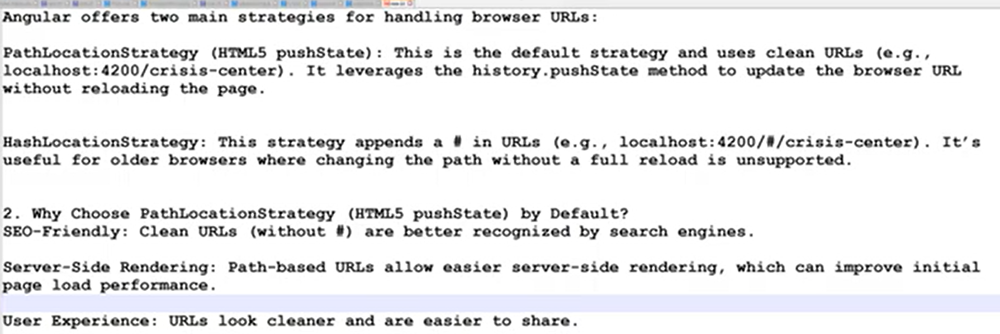 Angular offers two main strategies for handling browser URLs:
PathLocationStrategy (HTML5 pushState): This is the default strategy and uses clean URLs (e.g.,
localhost:4200/crisis-center). It leverages the history.pushState method to update the browser URL
without reloading the page.
HashLocationStrategy: This strategy appends a # in URLs (e.g., localhost:4200/#/crisis-center). It's
useful for older browsers where changing the path without a full reload is unsupported.
2. Why Choose PathLocationStrategy (HTML5 pushState) by Default?
SEO-Friendly: Clean URLs (without #) are better recognized by search engines.
Server-Side Rendering: Path-based URLs allow easier server-side rendering, which can improve initial
page load performance.
User Experience: URLs look cleaner and are easier to share.